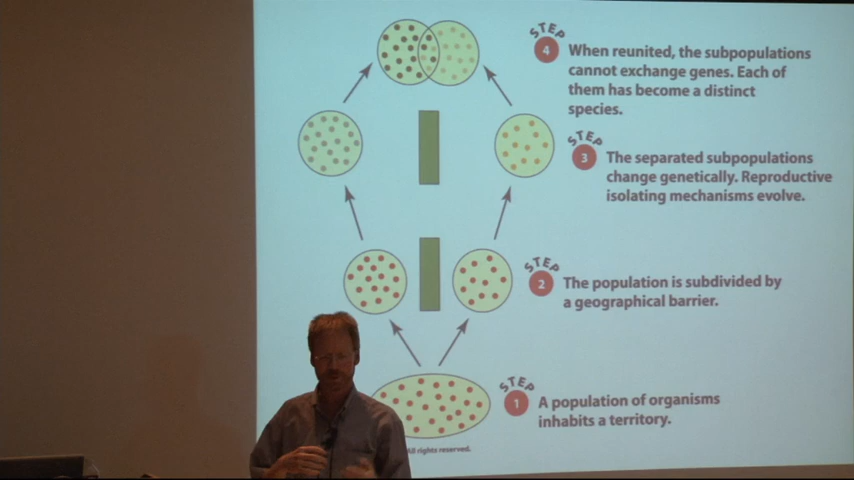 STEP
4
When reunited, the subpopulations
cannot exchange genes. Each of
them has become a distinct
species.
STEP
3
The separated subpopulations
change genetically. Reproductive
isolating mechanisms evolve.
STEP
2
The population is subdivided by
a geographical barrier.
STEP
1
A population of organisms
inhabits a territory.
All rights reserved.